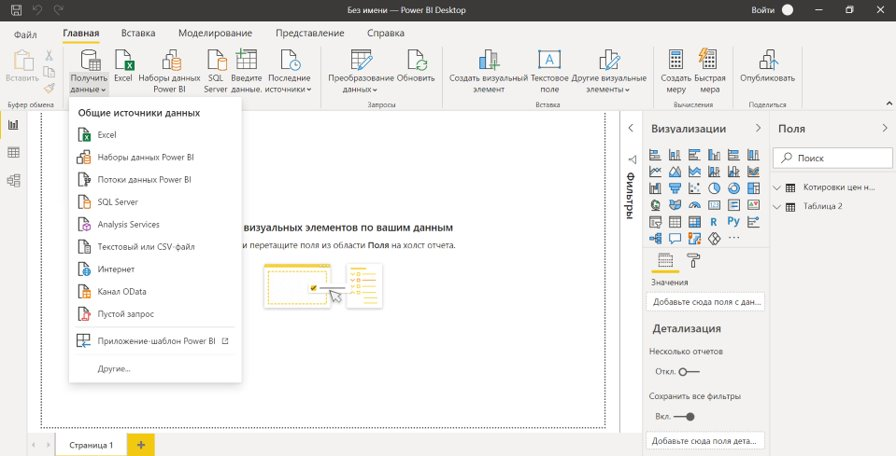 Без имени — Power BI Desktop
Войти
Файл
Главная
Вставка
Моделирование
Представление
Справка
Вставить
Получить
данные
Excel
Наборы данных
Power BI
SQL
Server
Введите
данные.
Последние
источники
Преобразование
данных
Обновить
Создать визуальный
элемент
Текстовое
поле
Другие визуальные
элементы
Создать
меру
Быстрая
мера
Опубликовать
Буфер обмена
Запросы
Вставка
Вычисления
Поделиться
Общие источники данных
Excel
Наборы данных Power BI
Потоки данных Power BI
SQL Server
Analysis Services
Текстовый или CSV-файл
Интернет
Канал OData
Пустой запрос
Приложение-шаблон Power BI
Другие...
визуальных элементов по вашим данным
и перетащите поля из области Поля на холст отчета.
Фильтры
Визуализации
R
Py
...
Значения
Добавьте сюда поля с дан...
Детализация
Несколько отчетов
Откл.
Сохранить все фильтры
Вкл.
Добавьте сюда поля дета...
Поля
Поиск
Котировки цен н...
Таблица 2
Страница 1